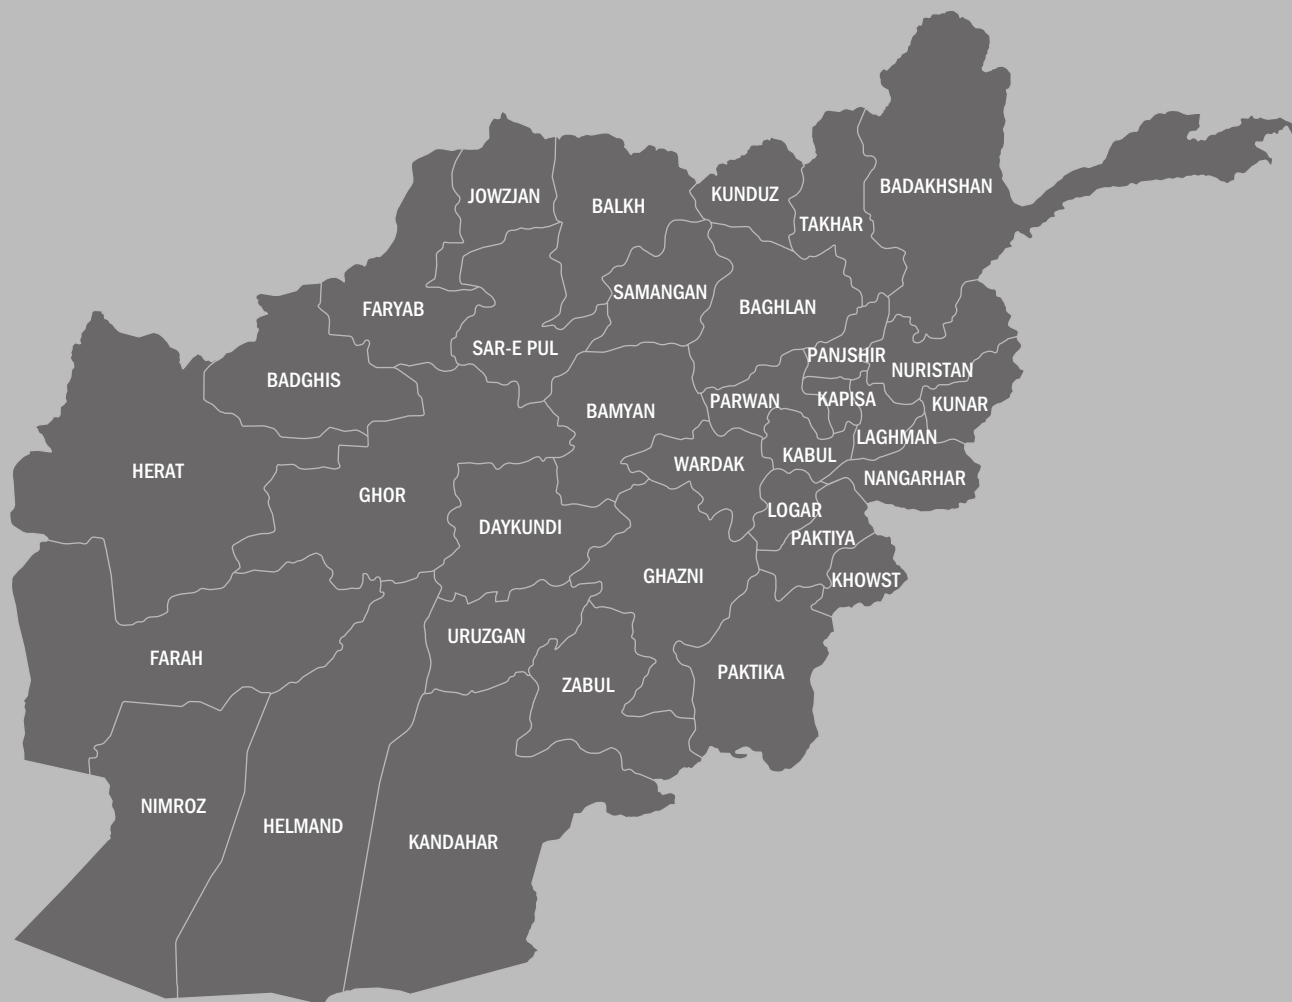 BADAKHSHAN
JOWZJAN
KUNDUZ
BALKH
TAKHAR
SAMANGAN
BAGHLAN
FARYAB
SAR-E PUL
PANJSHIR
NURISTAN
BADGHIS
BAMYAN
PARWAN
KAPISA
KUNAR
LAGHMAN
KABUL
WARDAK
HERAT
NANGARHAR
GHOR
LOGAR
DAYKUNDI
PAKTIYA
GHAZNI
KHOWST
URUZGAN
FARAH
PAKTIKA
ZABUL
NIMROZ
HELMAND
KANDAHAR